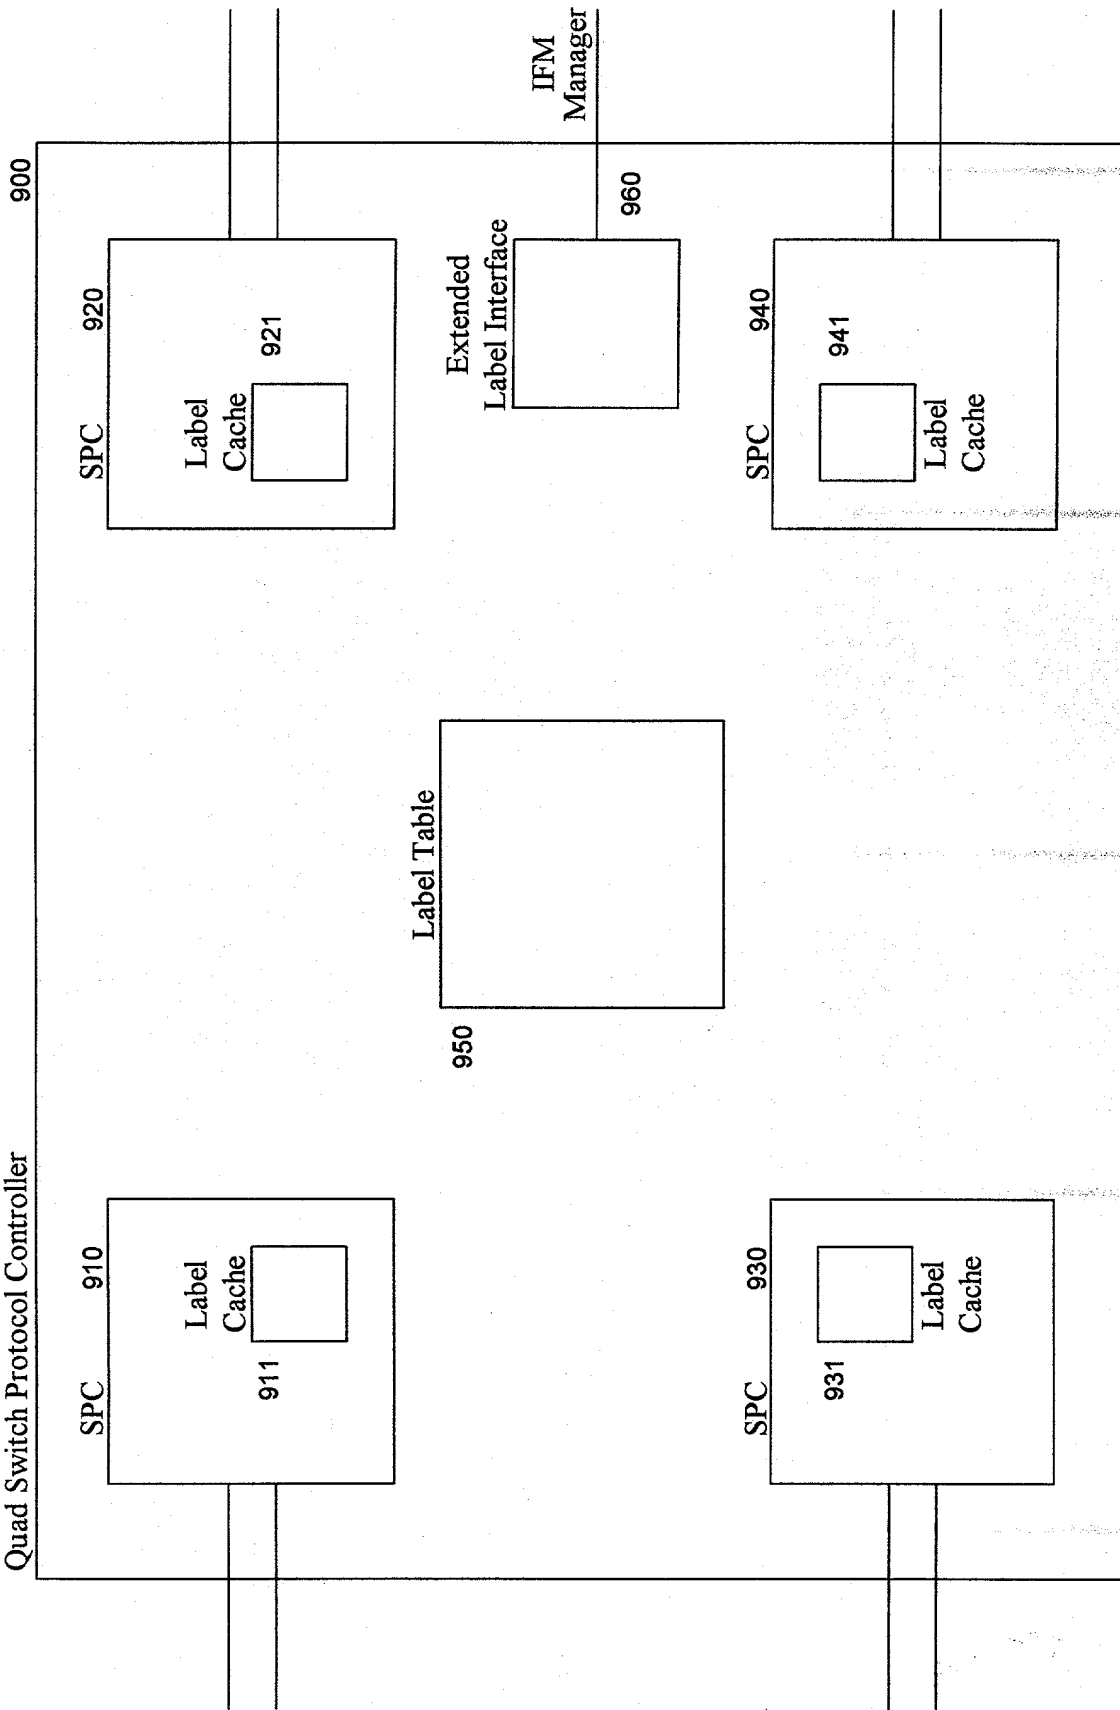 Quad Switch Protocol Controller
900
SPC
910
Label
Cache
911
SPC
920
Label
Cache
921
Label Table
950
Extended
Label Interface
960
IFM
Manager
SPC
930
931
Label
Cache
SPC
940
941
Label
Cache